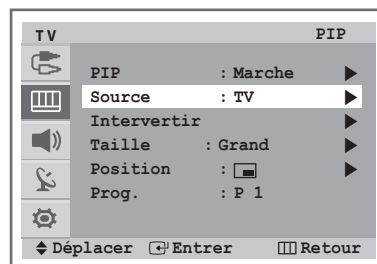 TV PIP
PIP : Marche
Source : TV
Intervertir
Taille : Grand
Position :
Prog. : P 1
Déplacer Entrer Retour